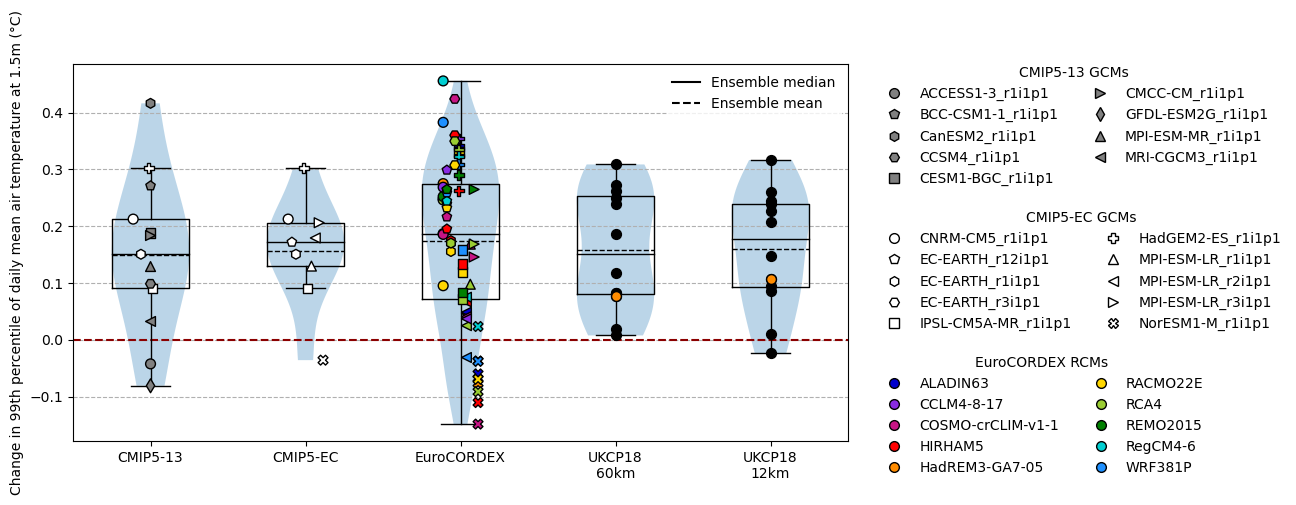 Change in 99th percentile of daily mean air temperature at 1.5m (°C)
0.4
0.3
0.2
0.1
0.0
−0.1
CMIP5-13
CMIP5-EC
EuroCORDEX
UKCP18
60km
UKCP18
12km
Ensemble median
Ensemble mean
CMIP5-13 GCMs
ACCESS1-3_r1i1p1
BCC-CSM1-1_r1i1p1
CanESM2_r1i1p1
CCSM4_r1i1p1
CESM1-BGC_r1i1p1
CMCC-CM_r1i1p1
GFDL-ESM2G_r1i1p1
MPI-ESM-MR_r1i1p1
MRI-CGCM3_r1i1p1
CMIP5-EC GCMs
CNRM-CM5_r1i1p1
EC-EARTH_r12i1p1
EC-EARTH_r1i1p1
EC-EARTH_r3i1p1
IPSL-CM5A-MR_r1i1p1
HadGEM2-ES_r1i1p1
MPI-ESM-LR_r1i1p1
MPI-ESM-LR_r2i1p1
MPI-ESM-LR_r3i1p1
NorESM1-M_r1i1p1
EuroCORDEX RCMs
ALADIN63
CCLM4-8-17
COSMO-crCLIM-v1-1
HIRHAM5
HadREM3-GA7-05
RACMO22E
RCA4
REMO2015
RegCM4-6
WRF381P